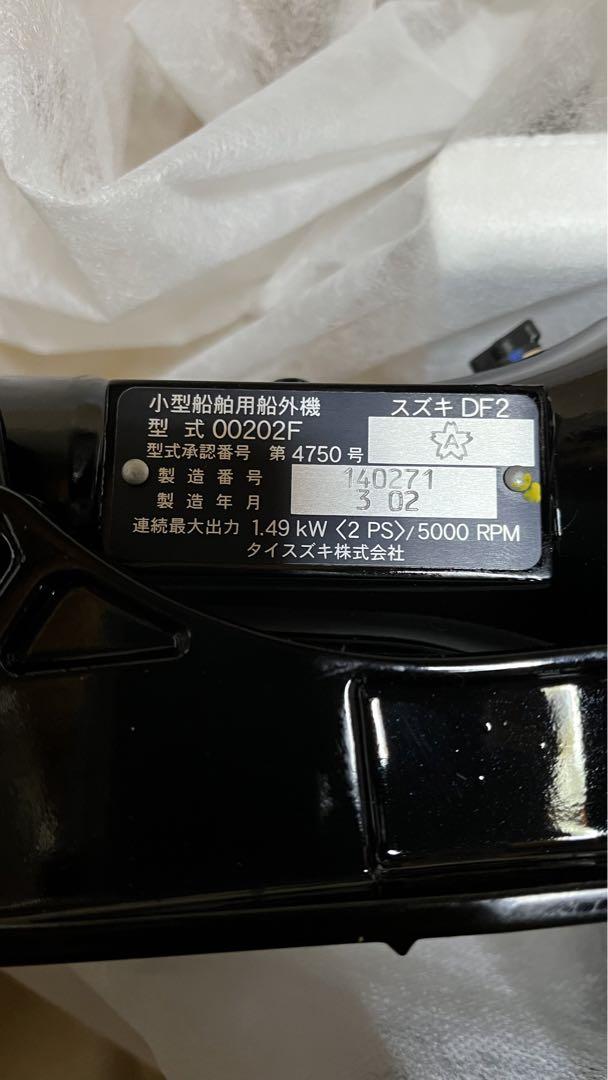 小型船舶用船外機 スズキ DF2
型式 00202F
型式承認番号 第 4750 号 A
製造番号 140271
製造年月 3 02
連続最大出力 1.49 kW〈2 PS〉/5000 RPM
タイスズキ株式会社